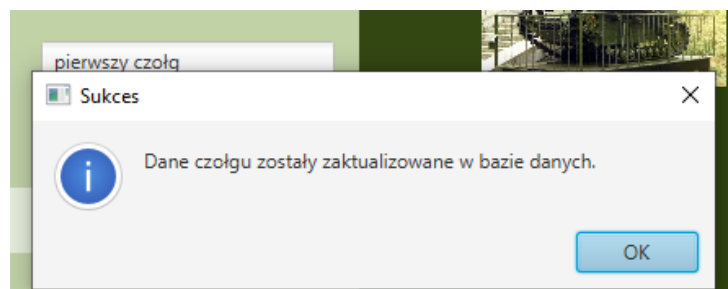 pierwszy czołg
Sukces
Dane czołgu zostały zaktualizowane w bazie danych.
OK